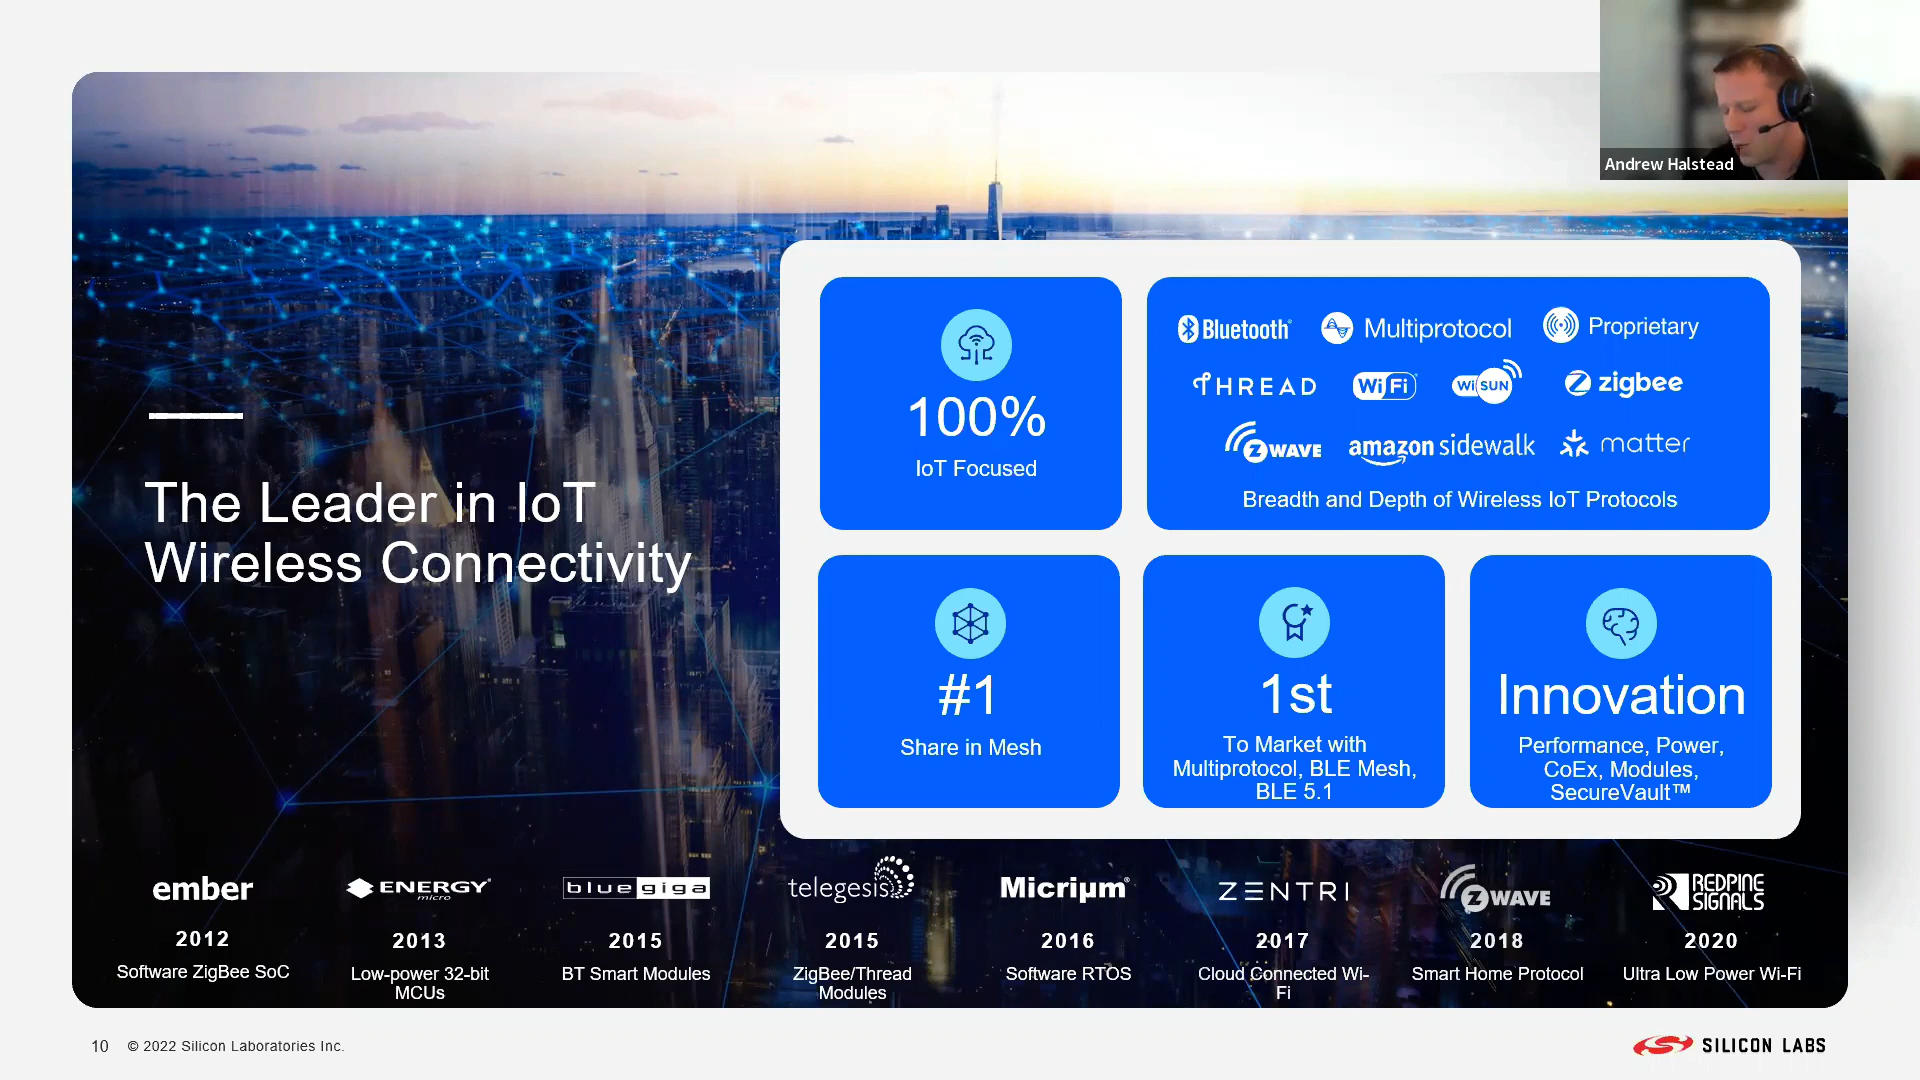 Andrew Halstead
The Leader in IoT
Wireless Connectivity
100%
IoT Focused
Bluetooth®
Multiprotocol
Proprietary
THREAD
Wi Fi
Wi SUN
zigbee
Z WAVE
amazon sidewalk
matter
Breadth and Depth of Wireless IoT Protocols
#1
Share in Mesh
1st
To Market with
Multiprotocol, BLE Mesh,
BLE 5.1
Innovation
Performance, Power,
CoEx, Modules,
SecureVault™
ember
2012
Software ZigBee SoC
ENERGY®
micro
2013
Low-power 32-bit
MCUs
bluegiga
2015
BT Smart Modules
telegesis
2015
ZigBee/Thread
Modules
Micriµm®
2016
Software RTOS
ZENTRI
2017
Cloud Connected Wi-
Fi
Z WAVE
2018
Smart Home Protocol
REDPINE
SIGNALS
2020
Ultra Low Power Wi-Fi
10 © 2022 Silicon Laboratories Inc.
SILICON LABS